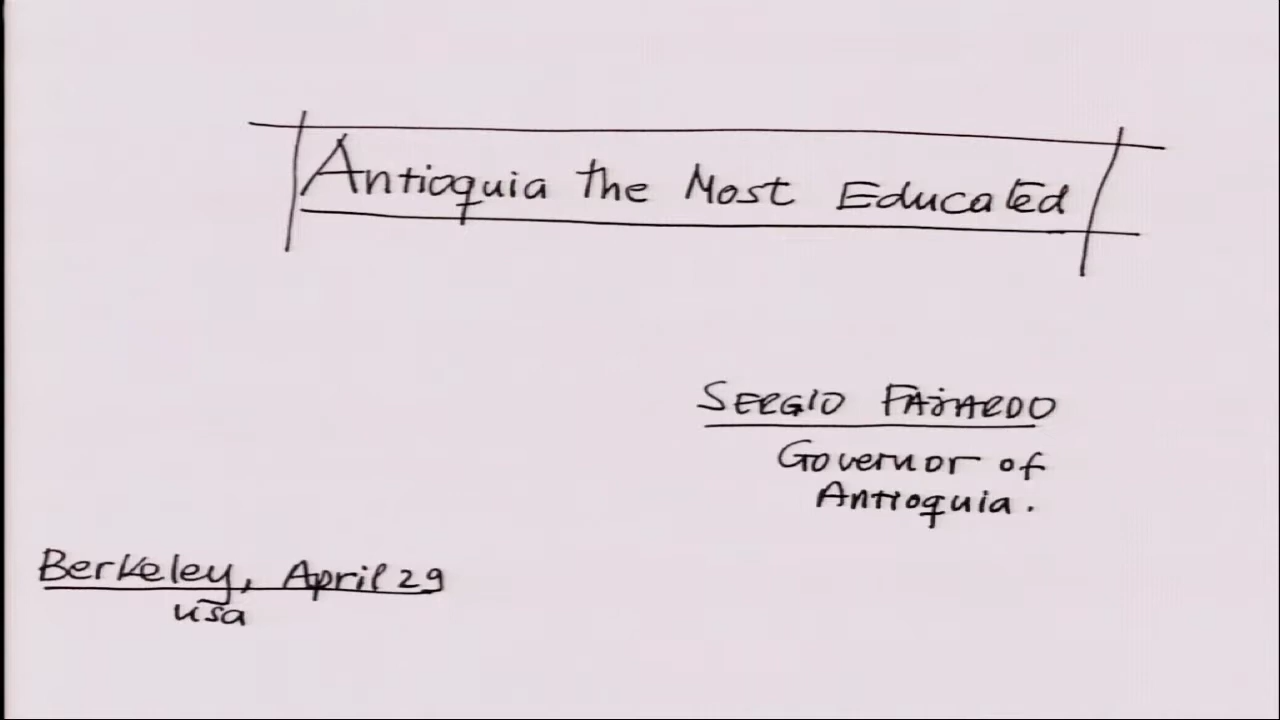 Antioquia the Most Educated
SERGIO FAJARDO
Governor of
Antioquia.
Berkeley, April 29
usa